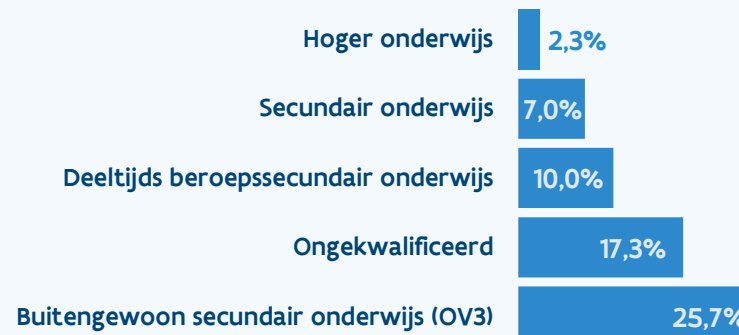 Hoger onderwijs 2,3%
Secundair onderwijs 7,0%
Deeltijds beroepssecundair onderwijs 10,0%
Ongekwalificeerd 17,3%
Buitengewoon secundair onderwijs (OV3) 25,7%